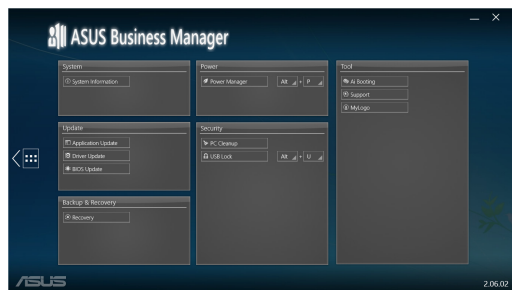 ASUS Business Manager
System
System Information
Power
Power Manager Alt + P
Tool
Ai Booting
Support
MyLogo
Update
Application Update
Driver Update
BIOS Update
Security
PC Cleanup
USB Lock Alt + U
Backup & Recovery
Recovery
ASUS
2.06.02